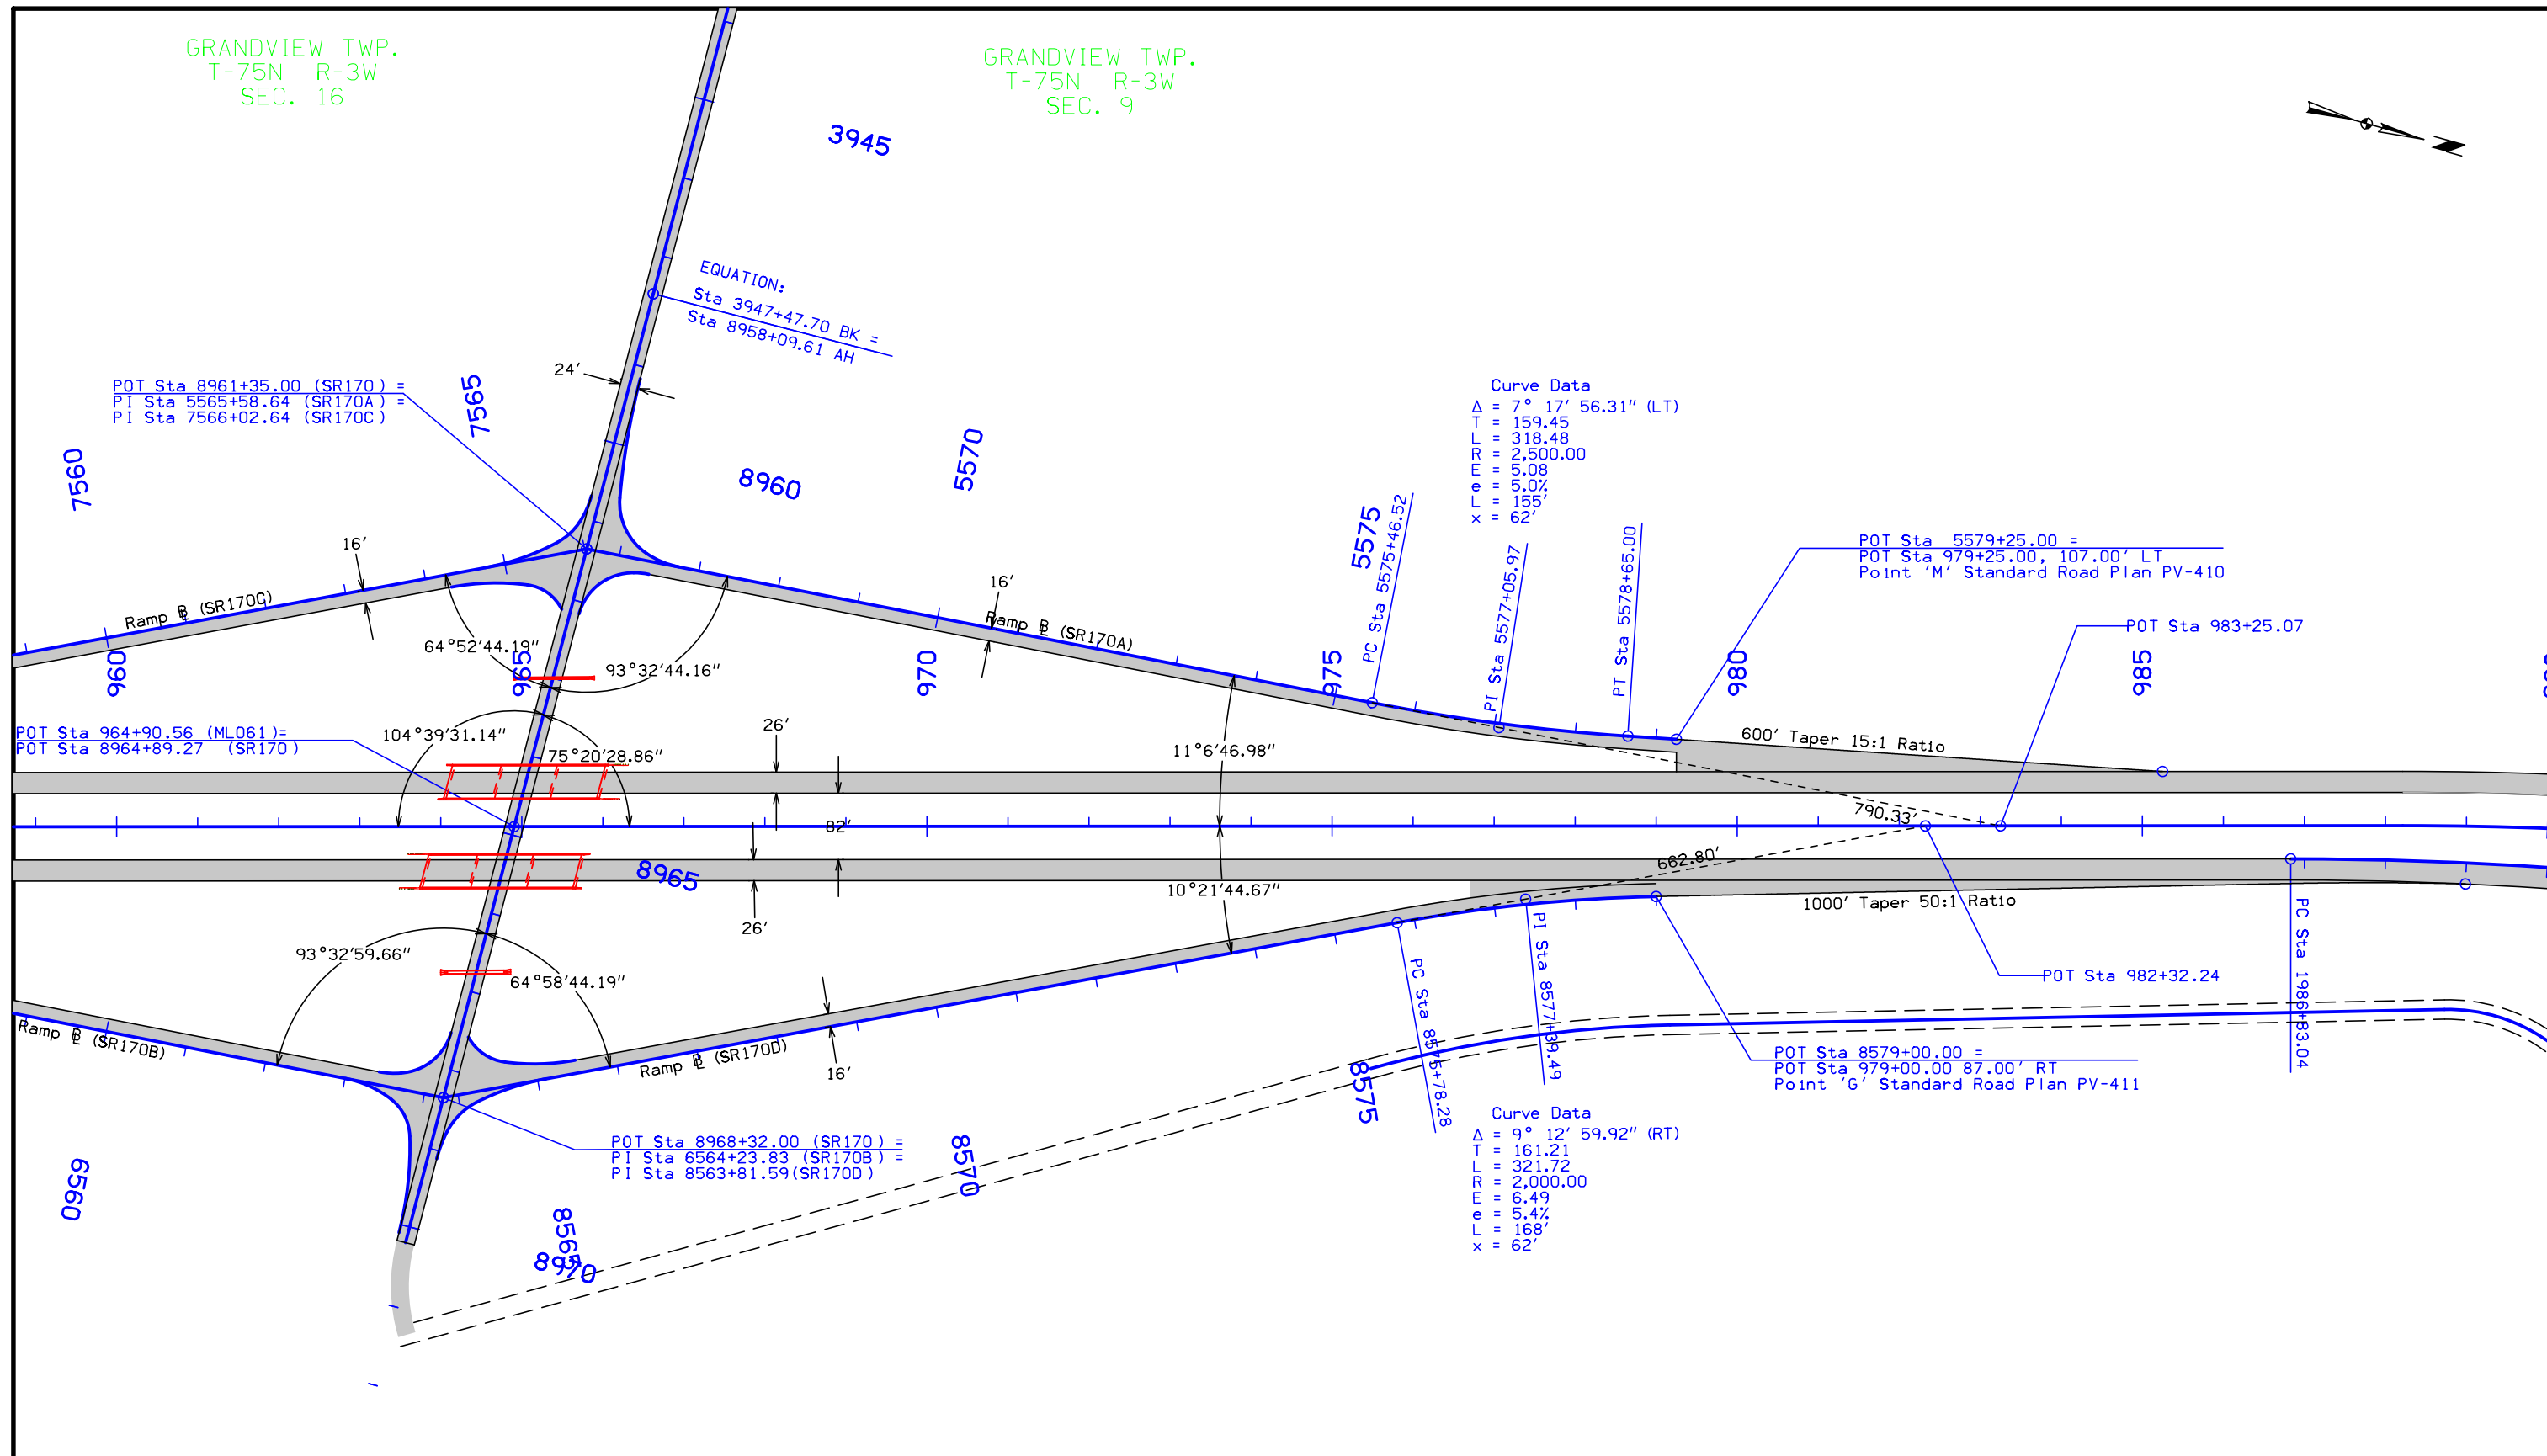 GRANDVIEW TWP.
T-75N R-3W
SEC. 16
GRANDVIEW TWP.
T-75N R-3W
SEC. 9
N
3945
EQUATION:
Sta 3947+47.70 BK =
Sta 8958+09.61 AH
24'
POT Sta 8961+35.00 (SR170) =
PI Sta 5565+58.64 (SR170A) =
PI Sta 7566+02.64 (SR170C)
7565
7560
8960
5570
Curve Data
Δ = 7° 17' 56.31" (LT)
T = 159.45
L = 318.48
R = 2,500.00
E = 5.08
e = 5.0%
L = 155'
x = 62'
5575
PC Sta 5575+46.52
PI Sta 5577+05.97
PT Sta 5578+65.00
POT Sta 5579+25.00 =
POT Sta 979+25.00, 107.00' LT
Point 'M' Standard Road Plan PV-410
POT Sta 983+25.07
16'
Ramp BL (SR170C)
16'
Ramp BL (SR170A)
64°52'44.19"
93°32'44.16"
960
965
970
975
980
985
POT Sta 964+90.56 (ML061)=
POT Sta 8964+89.27 (SR170)
104°39'31.14"
75°20'28.86"
26'
11°6'46.98"
600' Taper 15:1 Ratio
82'
790.33'
662.80'
8965
26'
10°21'44.67"
1000' Taper 50:1 Ratio
93°32'59.66"
64°58'44.19"
PC Sta 8575+78.28
PI Sta 8577+39.49
POT Sta 982+32.24
PC Sta 1986+83.04
Ramp BL (SR170B)
Ramp BL (SR170D)
16'
POT Sta 8579+00.00 =
POT Sta 979+00.00 87.00' RT
Point 'G' Standard Road Plan PV-411
8575
POT Sta 8968+32.00 (SR170) =
PI Sta 6564+23.83 (SR170B) =
PI Sta 8563+81.59(SR170D)
8570
6560
8565
8970
Curve Data
Δ = 9° 12' 59.92" (RT)
T = 161.21
L = 321.72
R = 2,000.00
E = 6.49
e = 5.4%
L = 168'
x = 62'